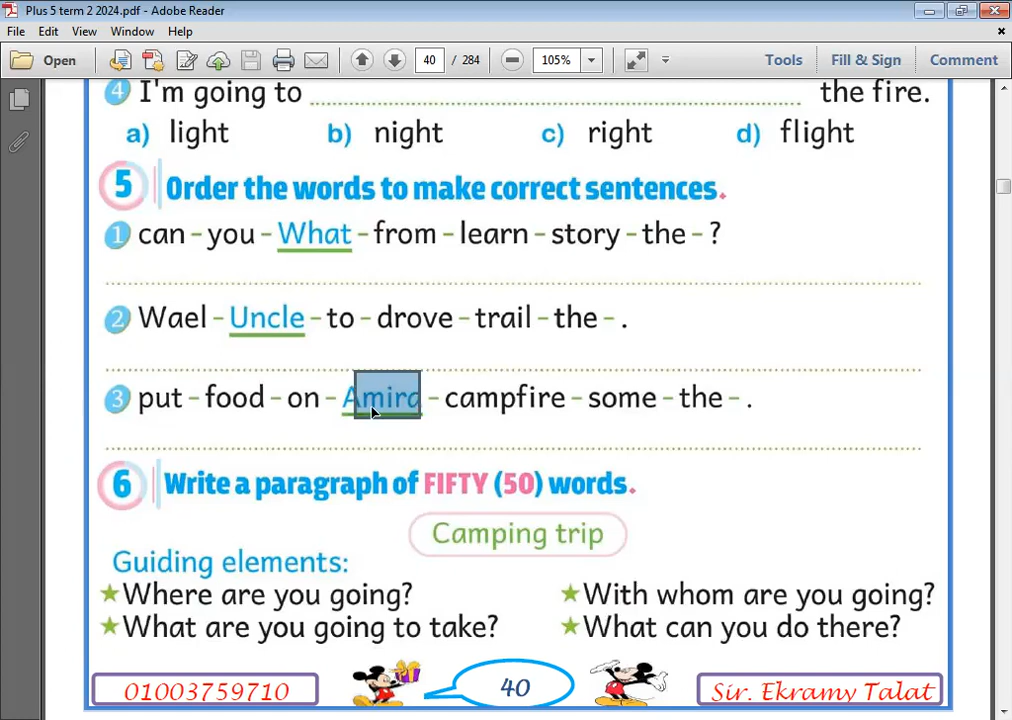 Plus 5 term 2 2024.pdf - Adobe Reader
File Edit View Window Help
Open 40 / 284 105% Tools Fill & Sign Comment
4 I'm going to ........ the fire.
a) light b) night c) right d) flight
5 Order the words to make correct sentences.
1 can - you - What - from - learn - story - the - ?
2 Wael - Uncle - to - drove - trail - the - .
3 put - food - on - Amira - campfire - some - the - .
6 Write a paragraph of FIFTY (50) words.
Camping trip
Guiding elements:
★Where are you going? ★With whom are you going?
★What are you going to take? ★What can you do there?
01003759710 40 Sir. Ekramy Talat